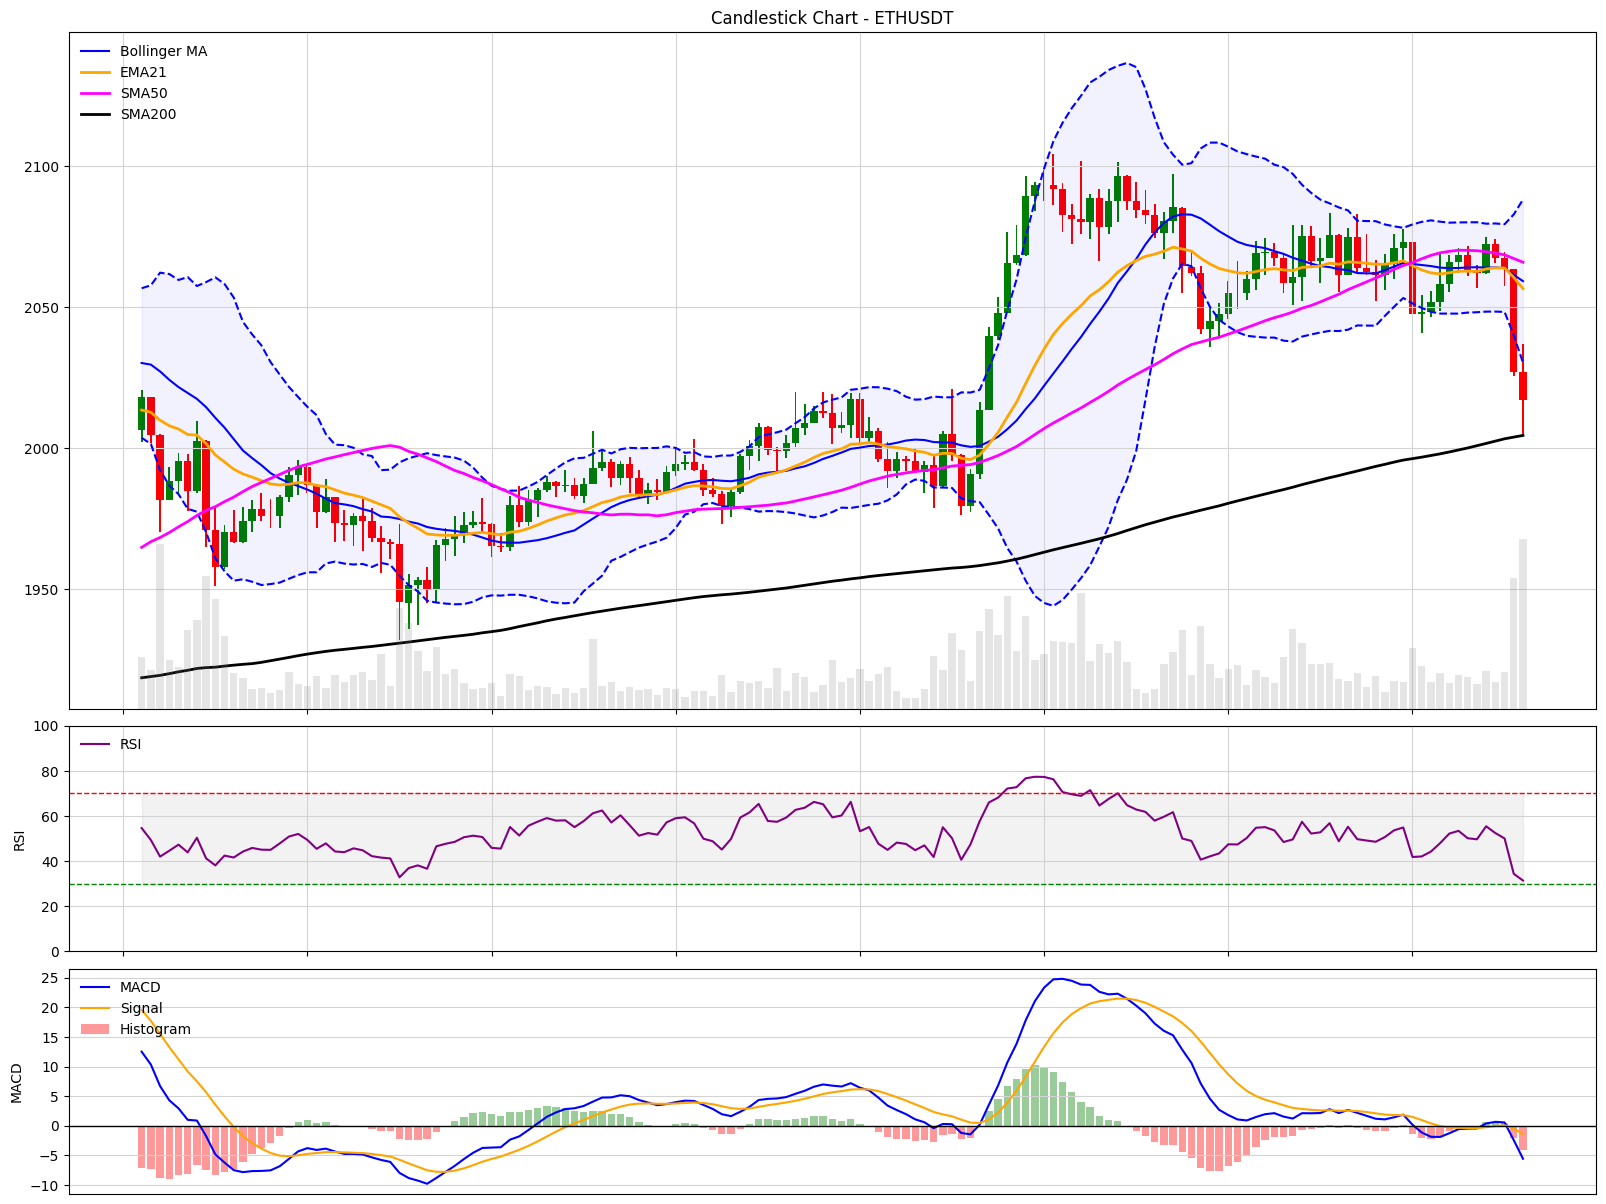 Candlestick Chart - ETHUSDT
Bollinger MA
EMA21
SMA50
SMA200
2100
2050
2000
1950
RSI
100
80
60
40
20
0
RSI
MACD
Signal
Histogram
25
20
15
10
5
0
−5
−10
MACD